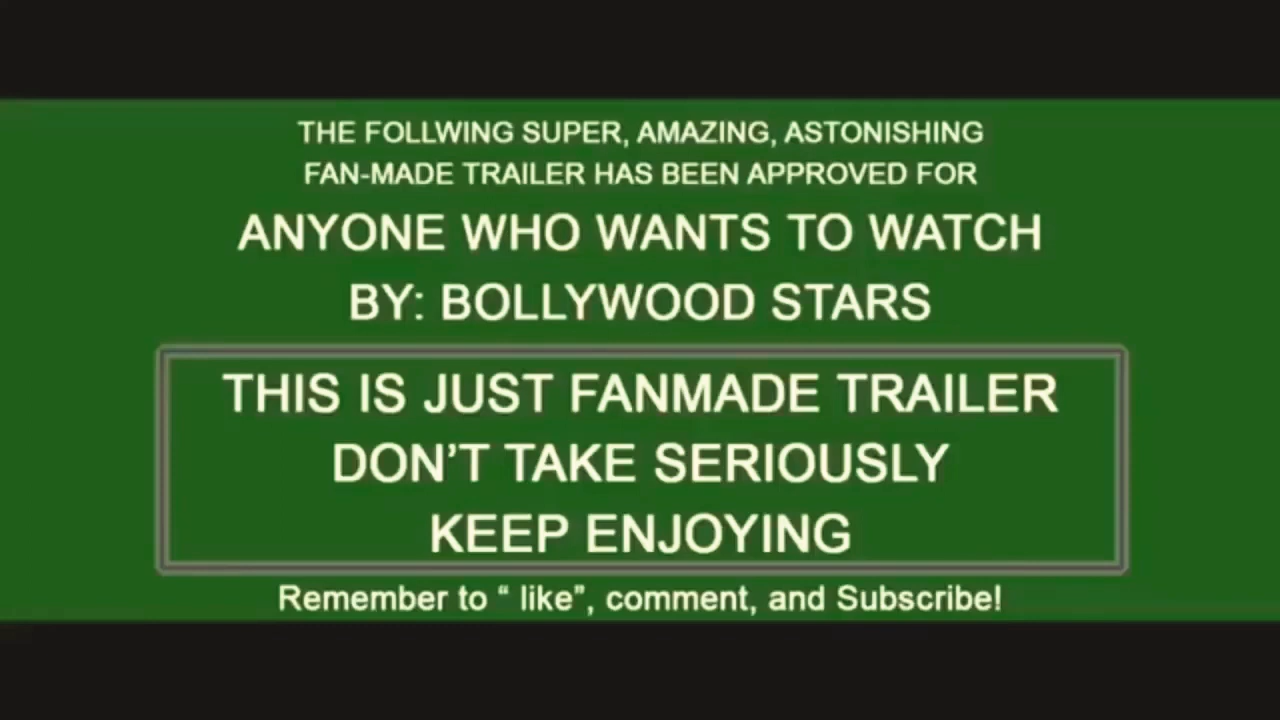 THE FOLLWING SUPER, AMAZING, ASTONISHING
FAN-MADE TRAILER HAS BEEN APPROVED FOR
ANYONE WHO WANTS TO WATCH
BY: BOLLYWOOD STARS
THIS IS JUST FANMADE TRAILER
DON’T TAKE SERIOUSLY
KEEP ENJOYING
Remember to “ like”, comment, and Subscribe!